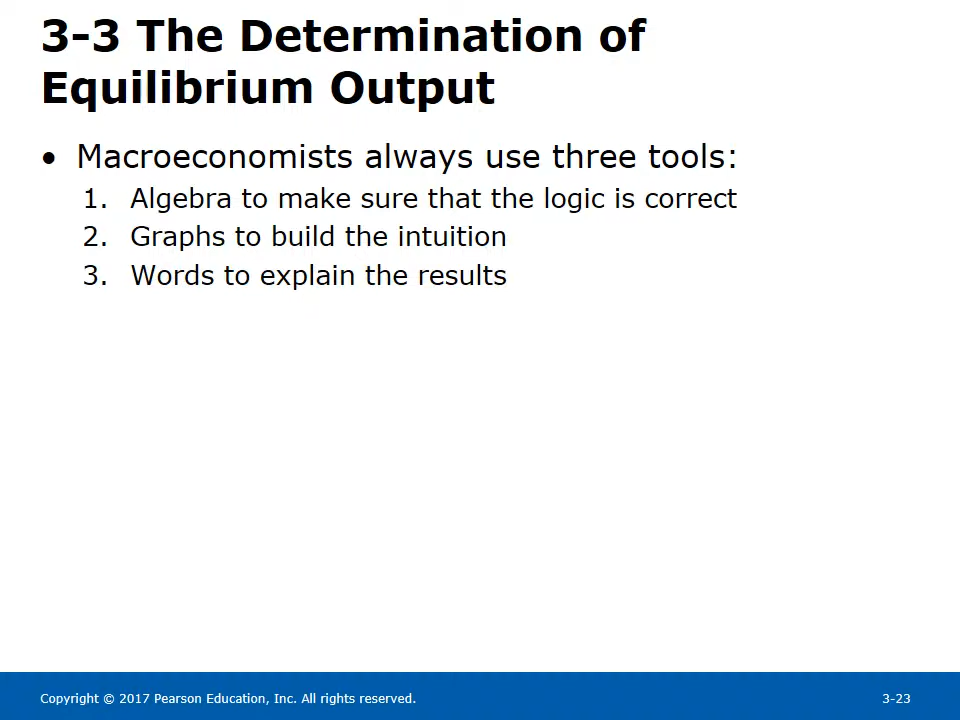 3-3 The Determination of
Equilibrium Output
• Macroeconomists always use three tools:
1. Algebra to make sure that the logic is correct
2. Graphs to build the intuition
3. Words to explain the results
Copyright © 2017 Pearson Education, Inc. All rights reserved.
3-23